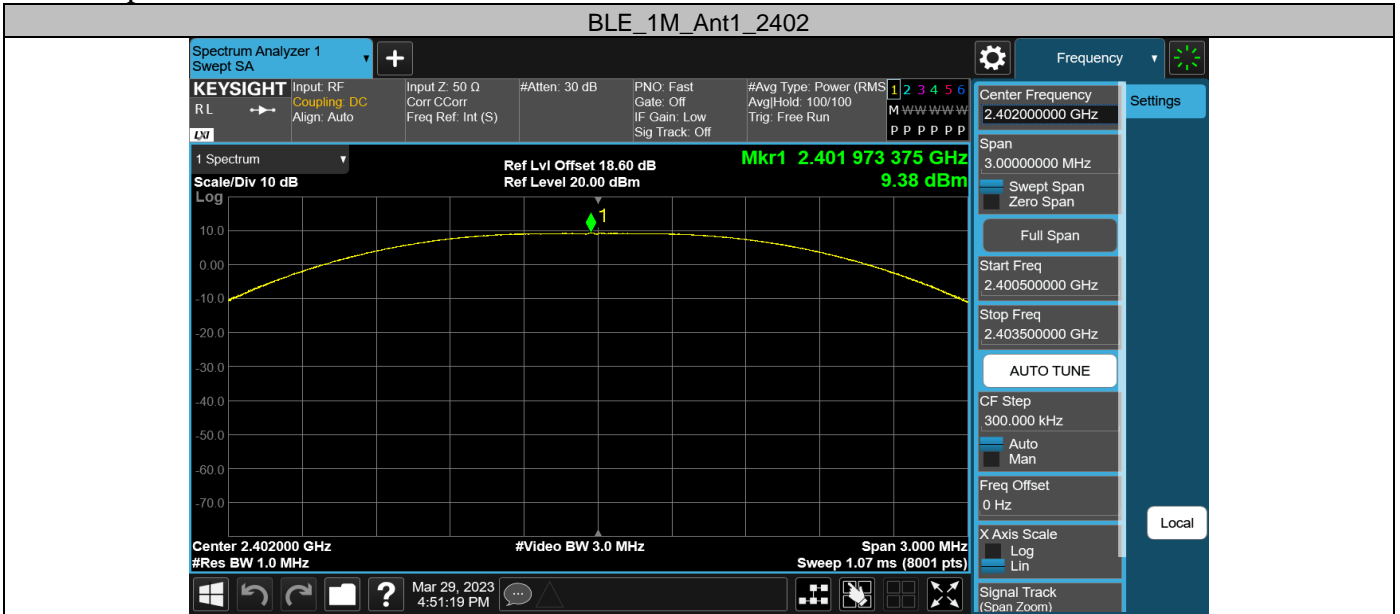 BLE_1M_Ant1_2402
Spectrum Analyzer 1
Swept SA
Frequency
KEYSIGHT
RL
LXI
Input: RF
Coupling: DC
Align: Auto
Input Z: 50 Ω
Corr CCorr
Freq Ref: Int (S)
#Atten: 30 dB
PNO: Fast
Gate: Off
IF Gain: Low
Sig Track: Off
#Avg Type: Power (RMS
Avg|Hold: 100/100
Trig: Free Run
1 2 3 4 5 6
M W W W W W
P P P P P P
1 Spectrum
Scale/Div 10 dB
Log
Ref Lvl Offset 18.60 dB
Ref Level 20.00 dBm
Mkr1 2.401 973 375 GHz
9.38 dBm
1
10.0
0.00
-10.0
-20.0
-30.0
-40.0
-50.0
-60.0
-70.0
Center 2.402000 GHz
#Res BW 1.0 MHz
#Video BW 3.0 MHz
Span 3.000 MHz
Sweep 1.07 ms (8001 pts)
Center Frequency
2.402000000 GHz
Settings
Span
3.00000000 MHz
Swept Span
Zero Span
Full Span
Start Freq
2.400500000 GHz
Stop Freq
2.403500000 GHz
AUTO TUNE
CF Step
300.000 kHz
Auto
Man
Freq Offset
0 Hz
X Axis Scale
Log
Lin
Local
Signal Track
(Span Zoom)
?
Mar 29, 2023
4:51:19 PM